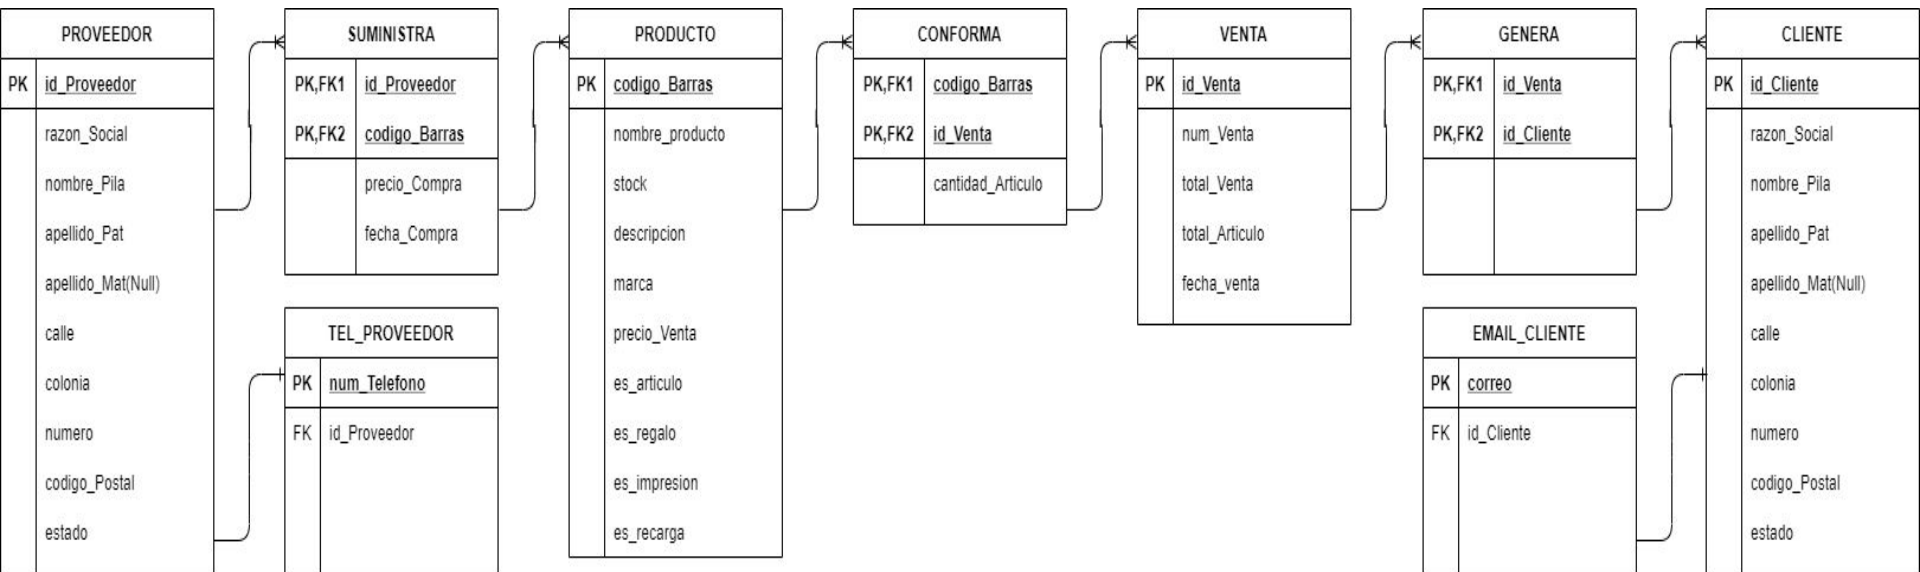 PROVEEDOR
PK id_Proveedor
razon_Social
nombre_Pila
apellido_Pat
apellido_Mat(Null)
calle
colonia
numero
codigo_Postal
estado
SUMINISTRA
PK,FK1 id_Proveedor
PK,FK2 codigo_Barras
precio_Compra
fecha_Compra
TEL_PROVEEDOR
PK num_Telefono
FK id_Proveedor
PRODUCTO
PK codigo_Barras
nombre_producto
stock
descripcion
marca
precio_Venta
es_articulo
es_regalo
es_impresion
es_recarga
CONFORMA
PK,FK1 codigo_Barras
PK,FK2 id_Venta
cantidad_Articulo
VENTA
PK id_Venta
num_Venta
total_Venta
total_Articulo
fecha_venta
GENERA
PK,FK1 id_Venta
PK,FK2 id_Cliente
EMAIL_CLIENTE
PK correo
FK id_Cliente
CLIENTE
PK id_Cliente
razon_Social
nombre_Pila
apellido_Pat
apellido_Mat(Null)
calle
colonia
numero
codigo_Postal
estado